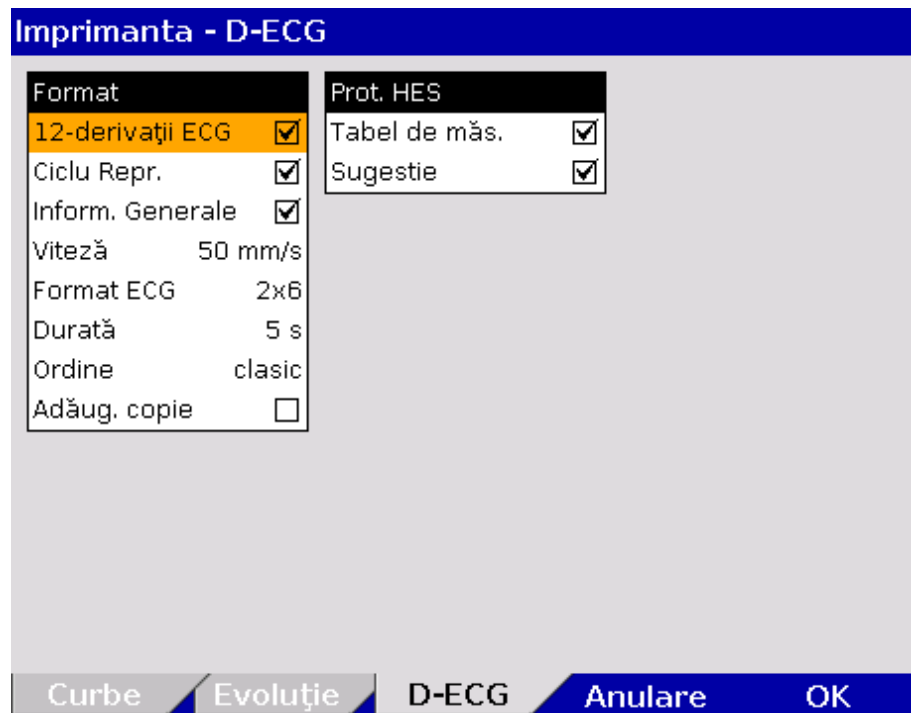 Imprimanta - D-ECG
Format
12-derivaţii ECG
Ciclu Repr.
Inform. Generale
Viteză 50 mm/s
Format ECG 2x6
Durată 5 s
Ordine clasic
Adăug. copie
Prot. HES
Tabel de măs.
Sugestie
Curbe Evoluţie D-ECG Anulare OK